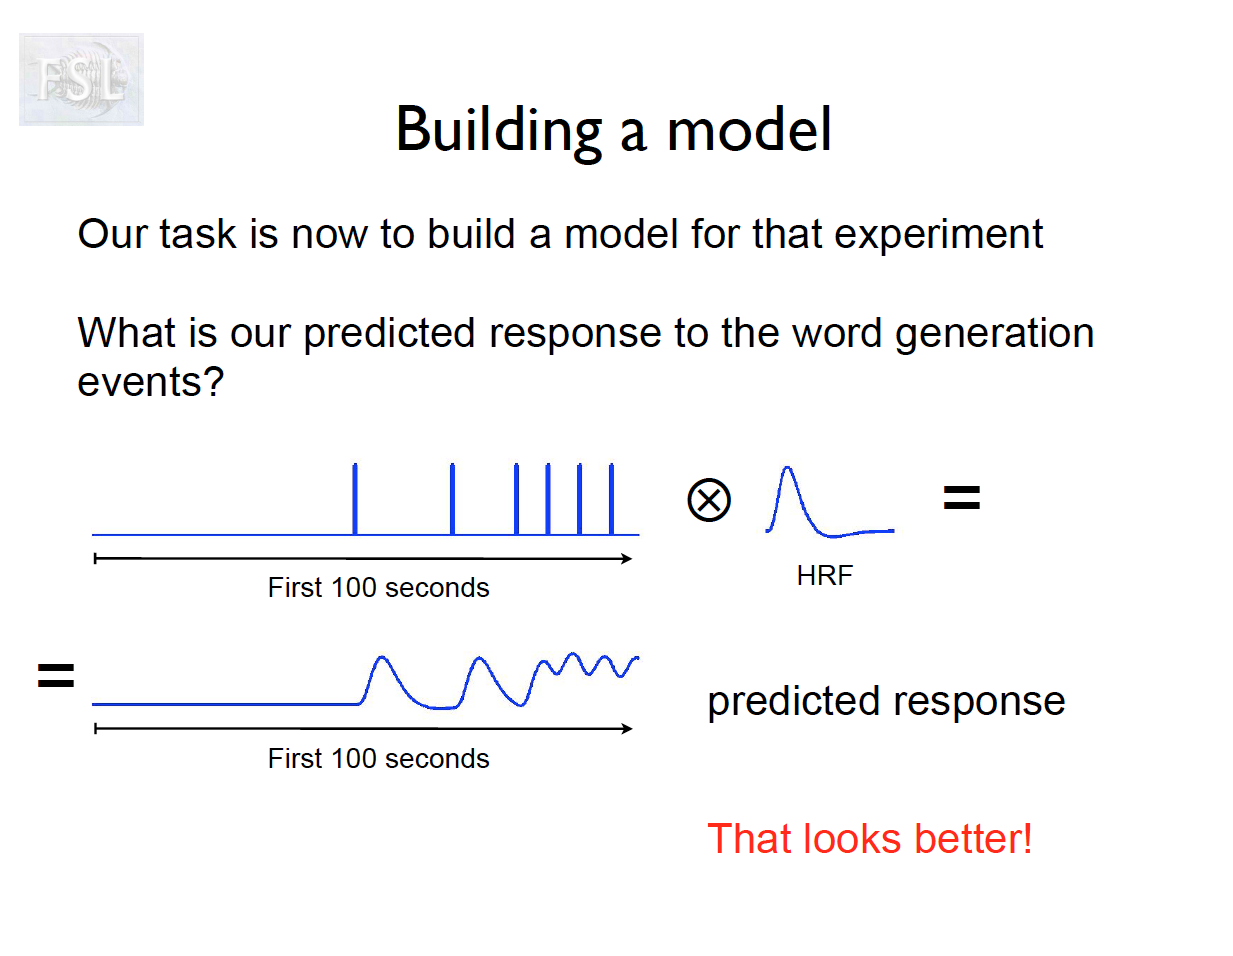 FSL
Building a model
Our task is now to build a model for that experiment
What is our predicted response to the word generation
events?
⊗
=
First 100 seconds
HRF
=
predicted response
First 100 seconds
That looks better!